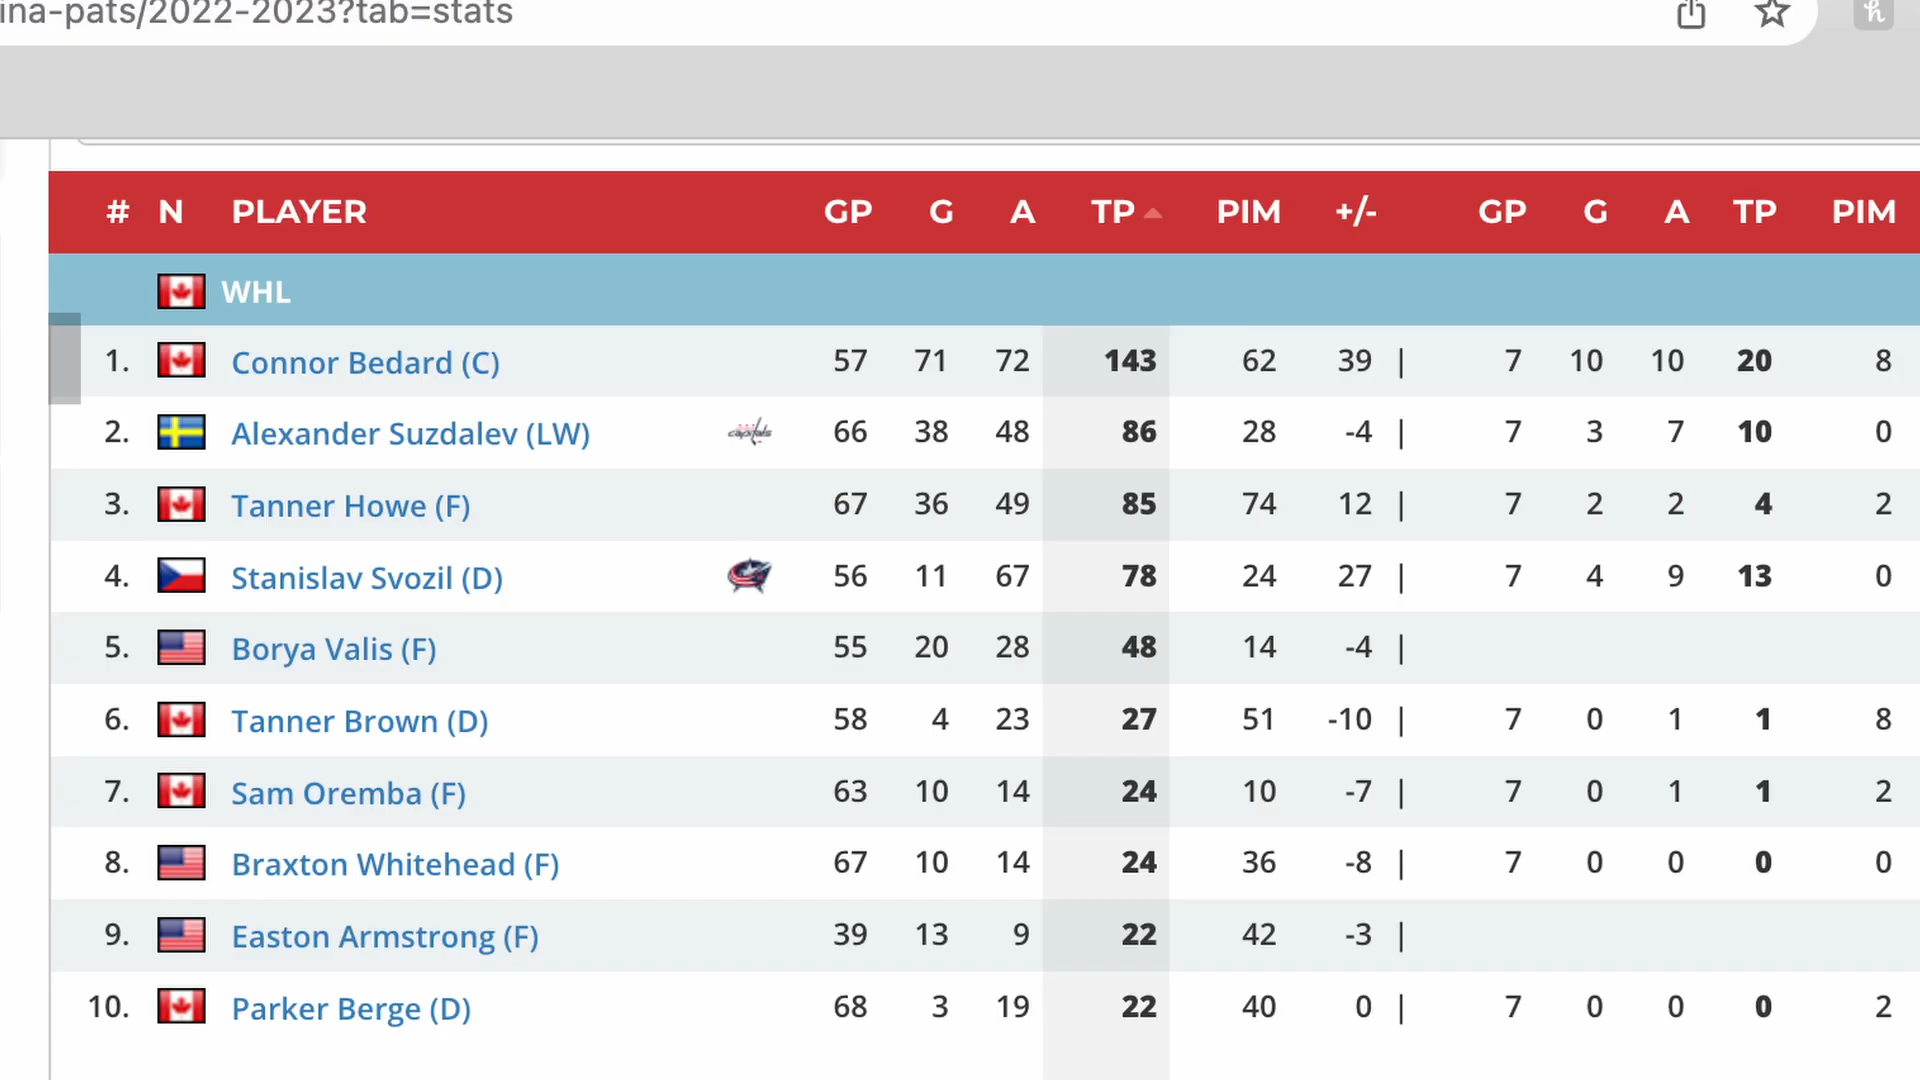 ina-pats/2022-2023?tab=stats
# N PLAYER GP G A TP PIM +/- GP G A TP PIM
WHL
1. Connor Bedard (C) 57 71 72 143 62 39 | 7 10 10 20 8
2. Alexander Suzdalev (LW) capitals 66 38 48 86 28 -4 | 7 3 7 10 0
3. Tanner Howe (F) 67 36 49 85 74 12 | 7 2 2 4 2
4. Stanislav Svozil (D) 56 11 67 78 24 27 | 7 4 9 13 0
5. Borya Valis (F) 55 20 28 48 14 -4 |
6. Tanner Brown (D) 58 4 23 27 51 -10 | 7 0 1 1 8
7. Sam Oremba (F) 63 10 14 24 10 -7 | 7 0 1 1 2
8. Braxton Whitehead (F) 67 10 14 24 36 -8 | 7 0 0 0 0
9. Easton Armstrong (F) 39 13 9 22 42 -3 |
10. Parker Berge (D) 68 3 19 22 40 0 | 7 0 0 0 2